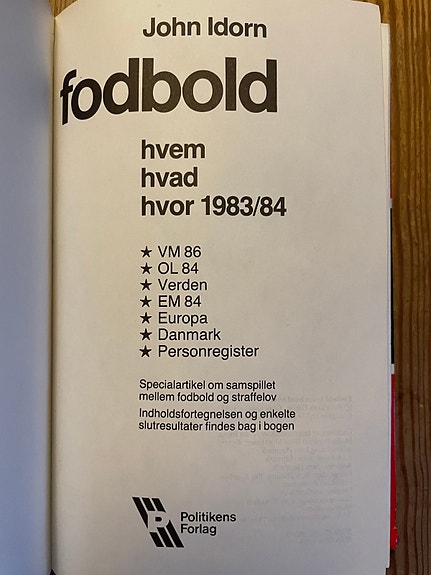 John Idorn
fodbold
hvem
hvad
hvor 1983/84
★ VM 86
★ OL 84
★ Verden
★ EM 84
★ Europa
★ Danmark
★ Personregister
Specialartikel om samspillet
mellem fodbold og straffelov
Indholdsfortegnelsen og enkelte
slutresultater findes bag i bogen
P
Politikens
Forlag